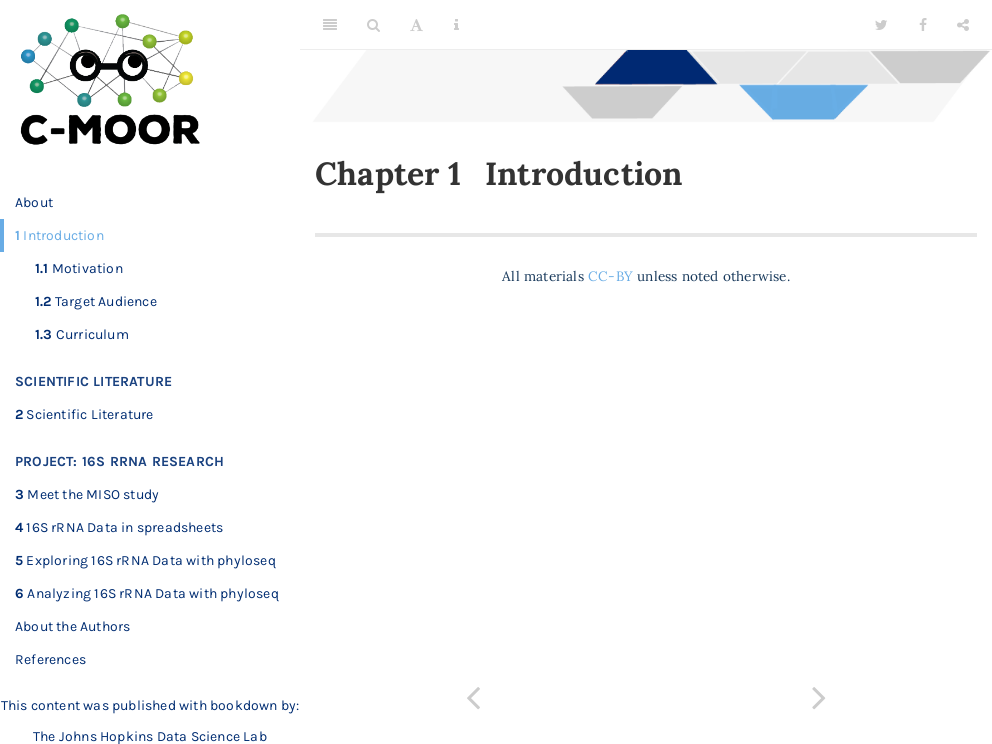 C-MOOR
About
1 Introduction
1.1 Motivation
1.2 Target Audience
1.3 Curriculum
SCIENTIFIC LITERATURE
2 Scientific Literature
PROJECT: 16S RRNA RESEARCH
3 Meet the MISO study
4 16S rRNA Data in spreadsheets
5 Exploring 16S rRNA Data with phyloseq
6 Analyzing 16S rRNA Data with phyloseq
About the Authors
References
This content was published with bookdown by:
The Johns Hopkins Data Science Lab
A
Chapter 1 Introduction
All materials CC-BY unless noted otherwise.